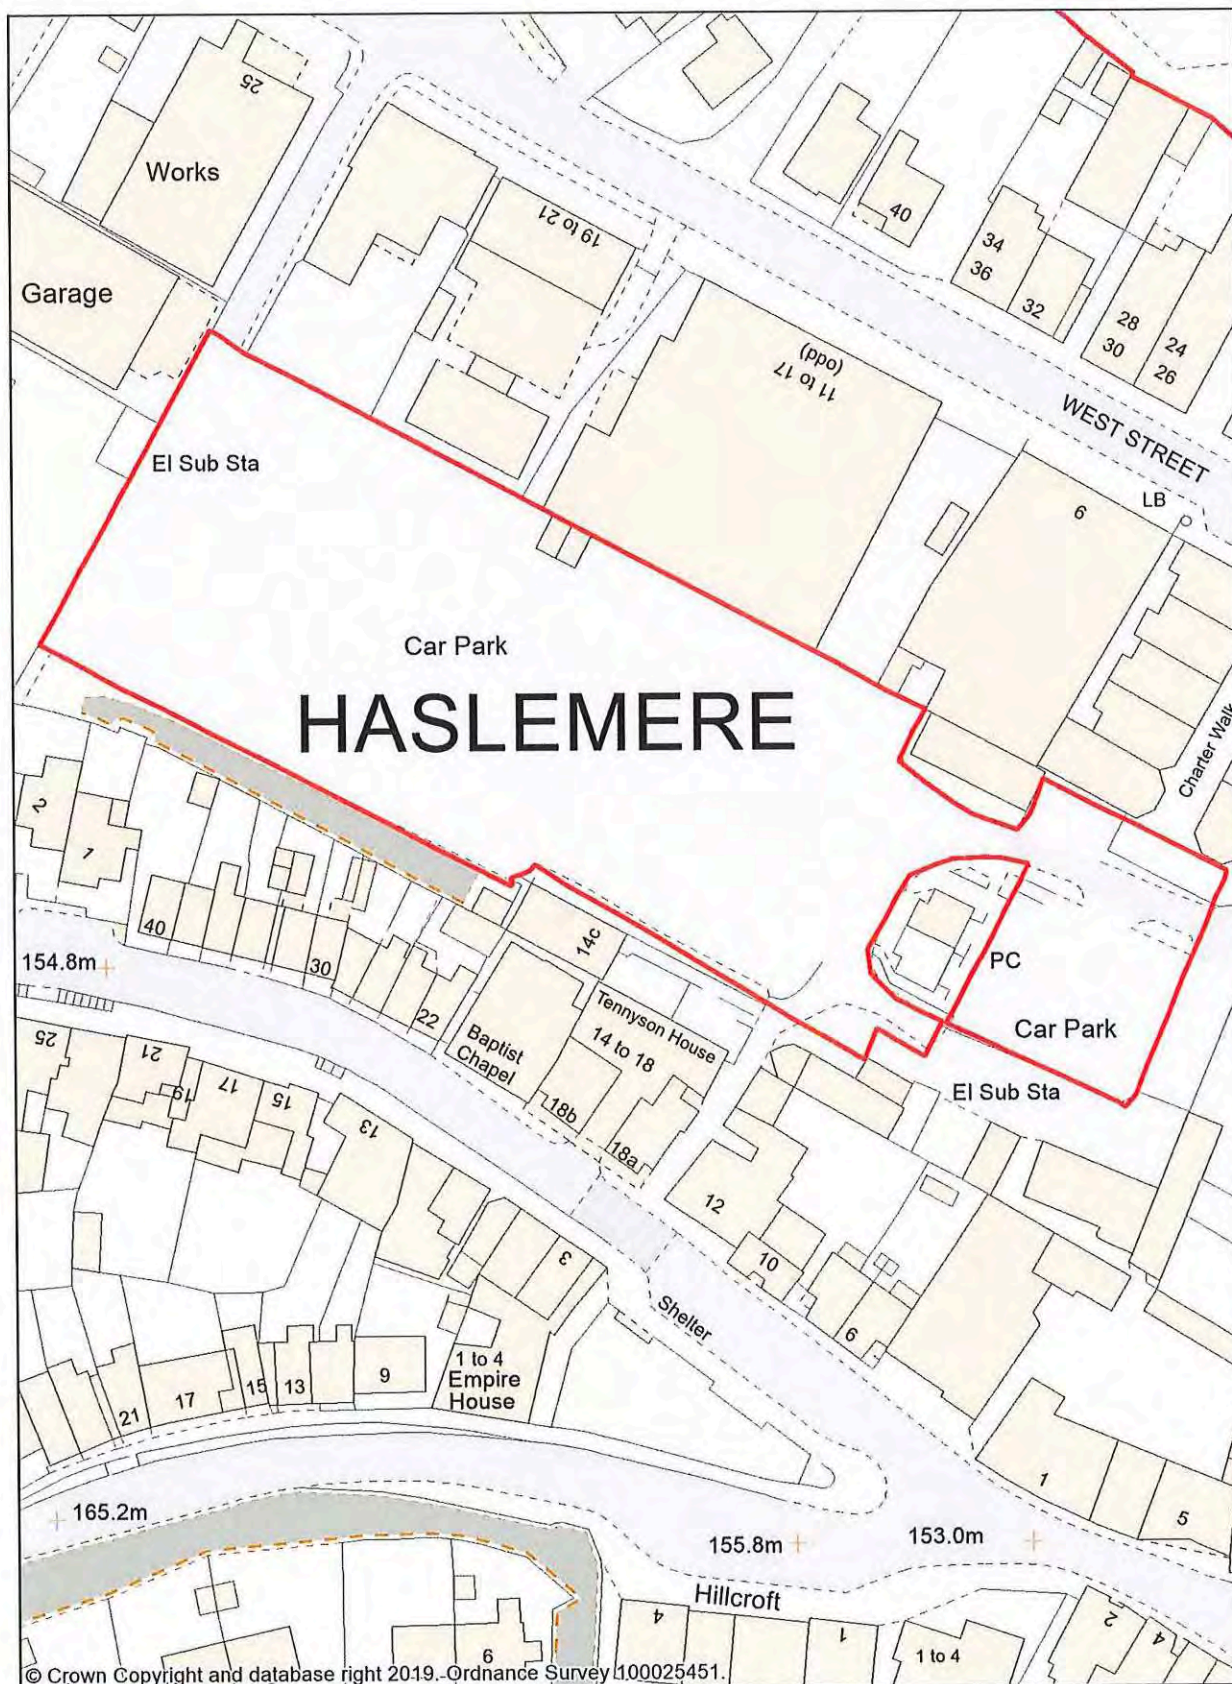 25
Works
Garage
19 to 21
40
34
36
32
28
30
24
26
11 to 17
(odd)
WEST STREET
LB
6
El Sub Sta
Car Park
HASLEMERE
Charter Walk
2
1
40
30
22
154.8m
14c
PC
Car Park
Tennyson House
14 to 18
Baptist
Chapel
18b
18a
El Sub Sta
25
21
19
17
15
13
12
10
6
3
Shelter
1 to 4
Empire
House
21
17
15
13
9
1
5
165.2m
155.8m
153.0m
Hillcroft
6
4
1
1 to 4
2
4
© Crown Copyright and database right 2019. Ordnance Survey 100025451.